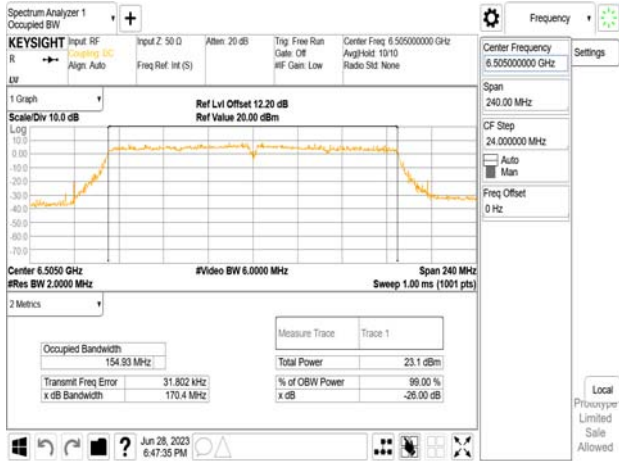 Spectrum Analyzer 1
Occupied BW
KEYSIGHT
Input: RF
Coupling: DC
Align: Auto
Input Z: 50 Ω
Freq Ref: Int (S)
Atten: 20 dB
Trig: Free Run
Gate: Off
#IF Gain: Low
Center Freq: 6.505000000 GHz
Avg|Hold: 10/10
Radio Std: None
R
LXI
1 Graph
Scale/Div 10.0 dB
Ref Lvl Offset 12.20 dB
Ref Value 20.00 dBm
Log
10.0
0.00
-10.0
-20.0
-30.0
-40.0
-50.0
-60.0
-70.0
Center 6.5050 GHz
#Video BW 6.0000 MHz
Span 240 MHz
#Res BW 2.0000 MHz
Sweep 1.00 ms (1001 pts)
2 Metrics
Measure Trace
Trace 1
Occupied Bandwidth
154.93 MHz
Total Power
23.1 dBm
Transmit Freq Error
31.802 kHz
% of OBW Power
99.00 %
x dB Bandwidth
170.4 MHz
x dB
-26.00 dB
?
Jun 28, 2023
6:47:35 PM
Frequency
Center Frequency
6.505000000 GHz
Settings
Span
240.00 MHz
CF Step
24.000000 MHz
Auto
Man
Freq Offset
0 Hz
Local
Prototype
Limited
Sale
Allowed